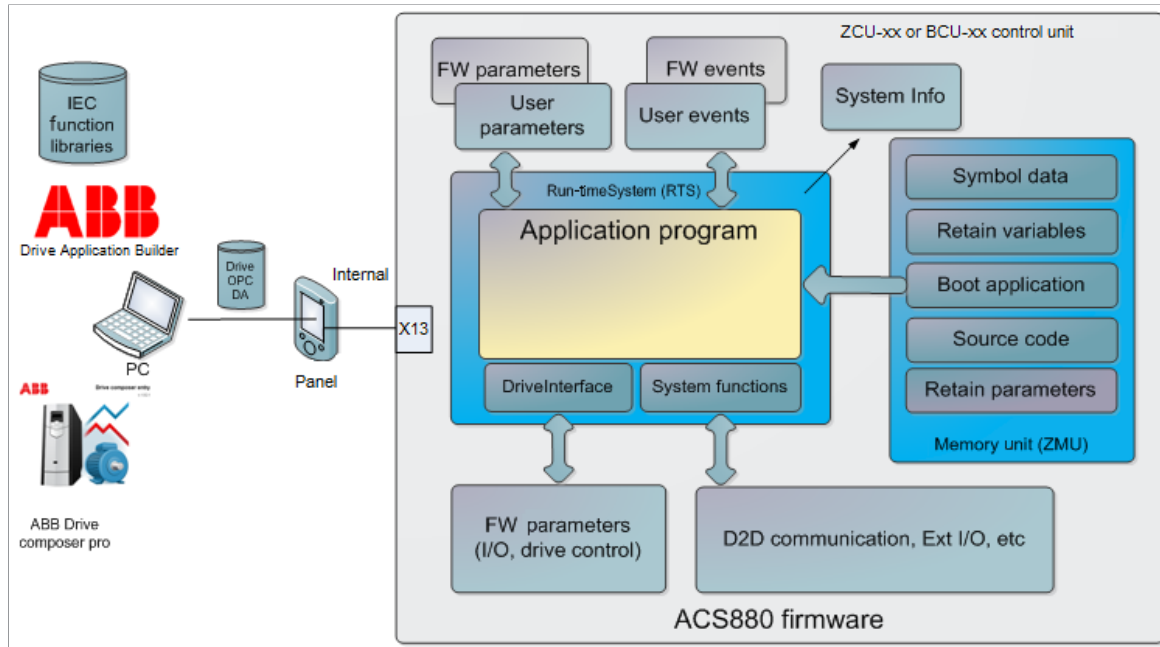 ZCU-xx or BCU-xx control unit
IEC
function
libraries
ABB
Drive Application Builder
Drive
OPC
DA
PC
Internal
Panel
X13
ABB
Drive composer entry
ABB Drive
composer pro
FW parameters
User
parameters
FW events
User events
System Info
Run-timeSystem (RTS)
Application program
DriveInterface
System functions
Symbol data
Retain variables
Boot application
Source code
Retain parameters
Memory unit (ZMU)
FW parameters
(I/O, drive control)
D2D communication, Ext I/O, etc
ACS880 firmware